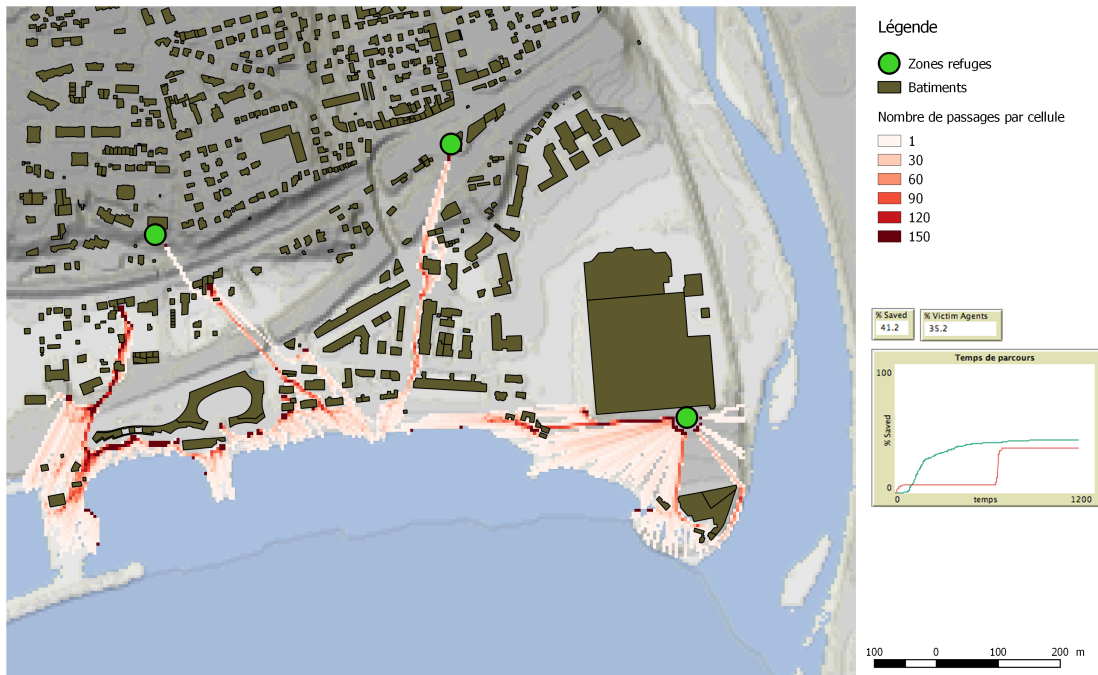 Légende
Zones refuges
Batiments
Nombre de passages par cellule
1
30
60
90
120
150
% Saved
41.2
% Victim Agents
35.2
Temps de parcours
100
% Saved
0
0
temps
1200
100 0 100 200 m